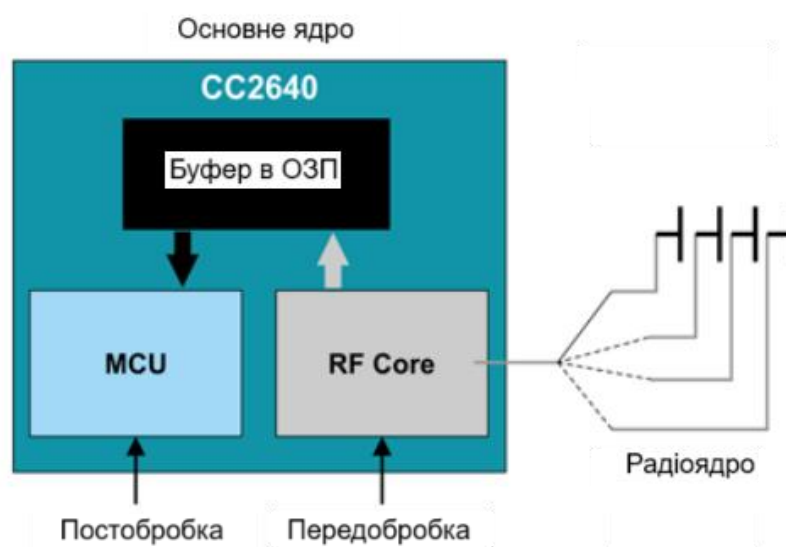 Основне ядро
CC2640
Буфер в ОЗП
MCU
RF Core
Радіоядро
Постобробка
Передобробка